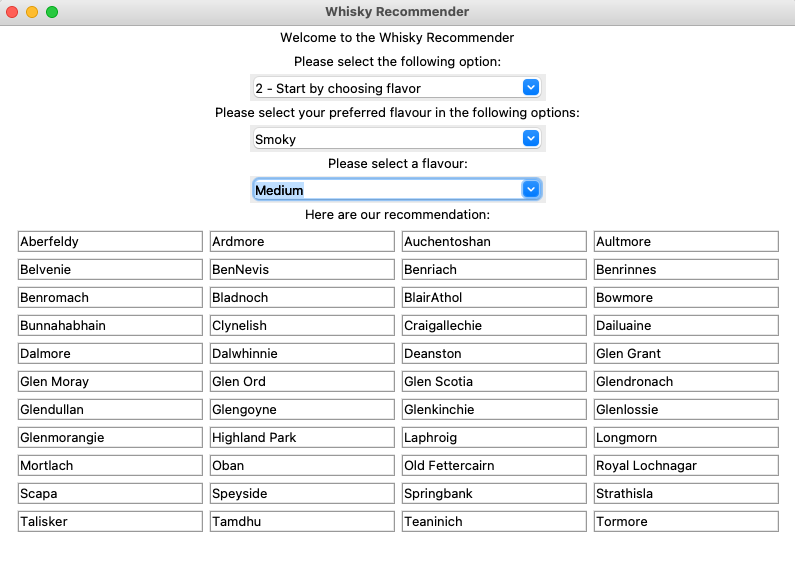 Whisky Recommender
Welcome to the Whisky Recommender
Please select the following option:
2 - Start by choosing flavor
Please select your preferred flavour in the following options:
Smoky
Please select a flavour:
Medium
Here are our recommendation:
Aberfeldy Ardmore Auchentoshan Aultmore
Belvenie BenNevis Benriach Benrinnes
Benromach Bladnoch BlairAthol Bowmore
Bunnahabhain Clynelish Craigallechie Dailuaine
Dalmore Dalwhinnie Deanston Glen Grant
Glen Moray Glen Ord Glen Scotia Glendronach
Glendullan Glengoyne Glenkinchie Glenlossie
Glenmorangie Highland Park Laphroig Longmorn
Mortlach Oban Old Fettercairn Royal Lochnagar
Scapa Speyside Springbank Strathisla
Talisker Tamdhu Teaninich Tormore